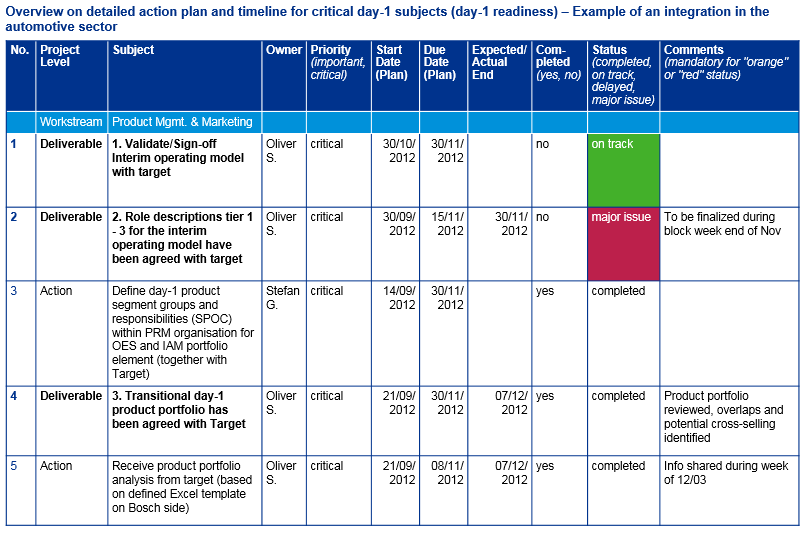 Overview on detailed action plan and timeline for critical day-1 subjects (day-1 readiness) – Example of an integration in the
automotive sector
No. Project Level Subject Owner Priority (important, critical) Start Date (Plan) Due Date (Plan) Expected/ Actual End Com- pleted (yes, no) Status (completed, on track, delayed, major issue) Comments (mandatory for "orange" or "red" status)
Workstream Product Mgmt. & Marketing
1 Deliverable 1. Validate/Sign-off Interim operating model with target Oliver S. critical 30/10/ 2012 30/11/ 2012 no on track
2 Deliverable 2. Role descriptions tier 1 - 3 for the interim operating model have been agreed with target Oliver S. critical 30/09/ 2012 15/11/ 2012 30/11/ 2012 no major issue To be finalized during block week end of Nov
3 Action Define day-1 product segment groups and responsibilities (SPOC) within PRM organisation for OES and IAM portfolio element (together with Target) Stefan G. critical 14/09/ 2012 30/11/ 2012 yes completed
4 Deliverable 3. Transitional day-1 product portfolio has been agreed with Target Oliver S. critical 21/09/ 2012 30/11/ 2012 07/12/ 2012 yes completed Product portfolio reviewed, overlaps and potential cross-selling identified
5 Action Receive product portfolio analysis from target (based on defined Excel template on Bosch side) Oliver S. critical 21/09/ 2012 08/11/ 2012 07/12/ 2012 yes completed Info shared during week of 12/03